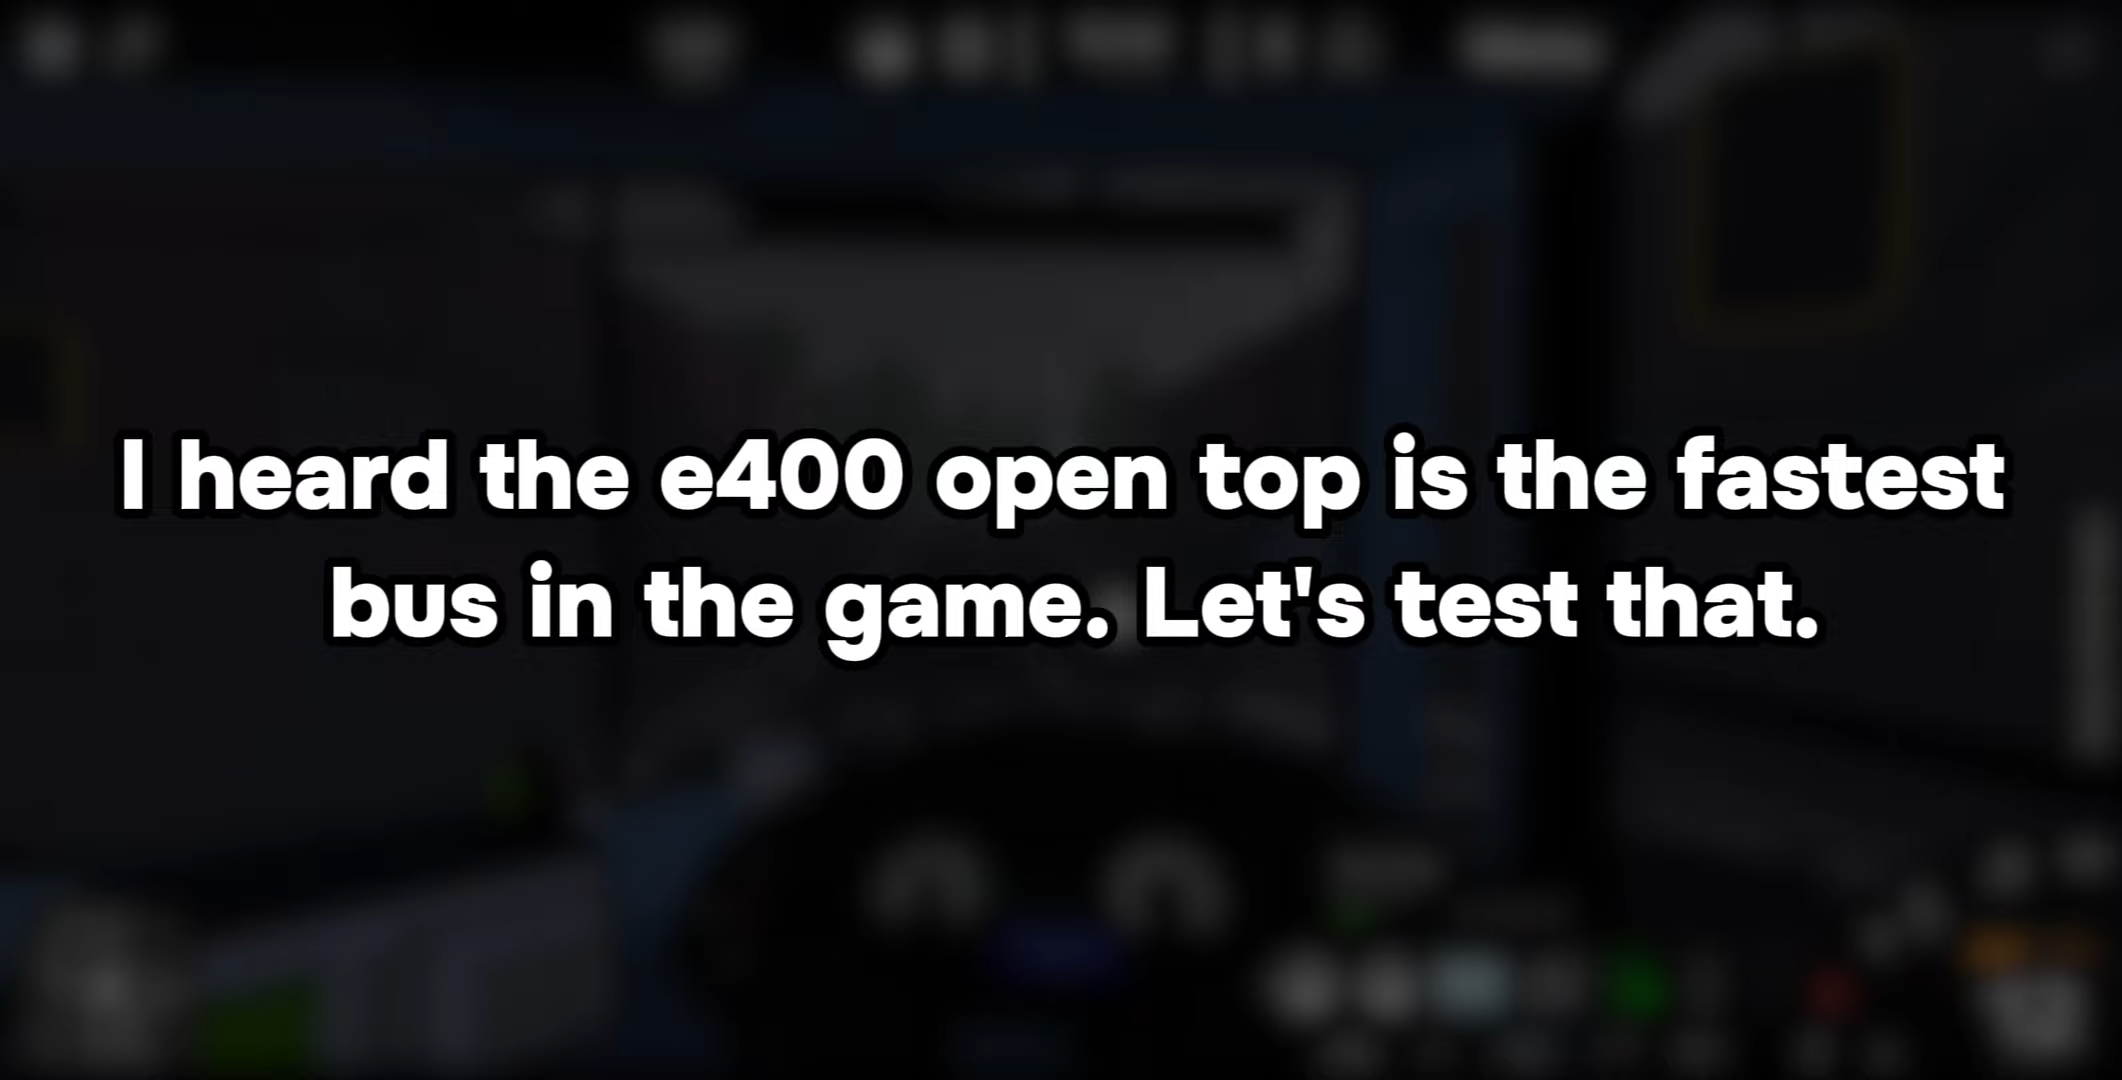 I heard the e400 open top is the fastest
bus in the game. Let's test that.